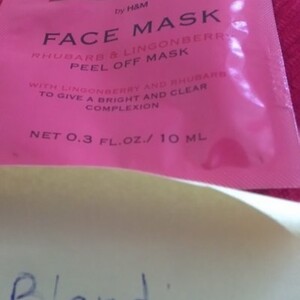 by H&M
FACE MASK
RHUBARB & LINGONBERRY
PEEL OFF MASK
WITH LINGONBERRY AND RHUBARB
TO GIVE A BRIGHT AND CLEAR
COMPLEXION
NET 0.3 FL.OZ./ 10 ML